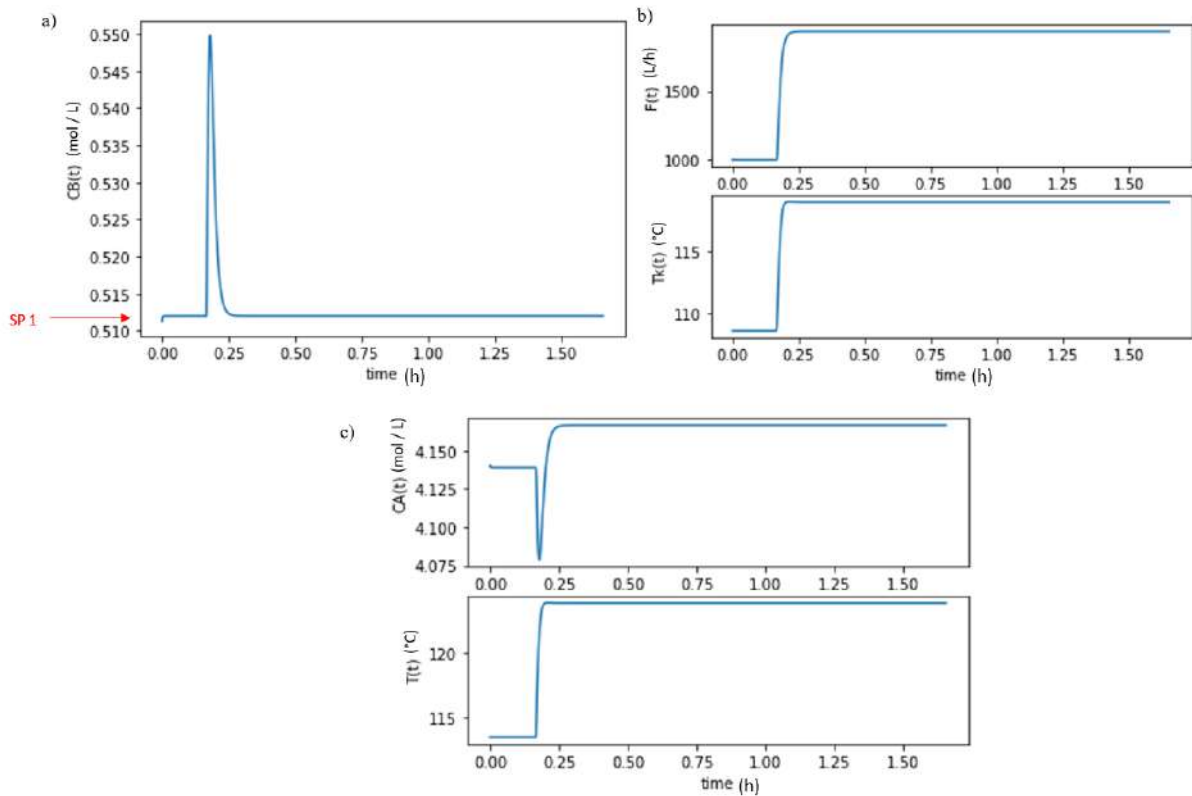 a)
0.550
0.545
0.540
0.535
0.530
0.525
0.520
0.515
0.510
CB(t) (mol / L)
SP 1
0.00 0.25 0.50 0.75 1.00 1.25 1.50
time (h)
b)
F(t) (L/h)
1500
1000
0.00 0.25 0.50 0.75 1.00 1.25 1.50
Tk(t) (°C)
115
110
0.00 0.25 0.50 0.75 1.00 1.25 1.50
time (h)
c)
CA(t) (mol / L)
4.150
4.125
4.100
4.075
0.00 0.25 0.50 0.75 1.00 1.25 1.50
T(t) (°C)
120
115
0.00 0.25 0.50 0.75 1.00 1.25 1.50
time (h)